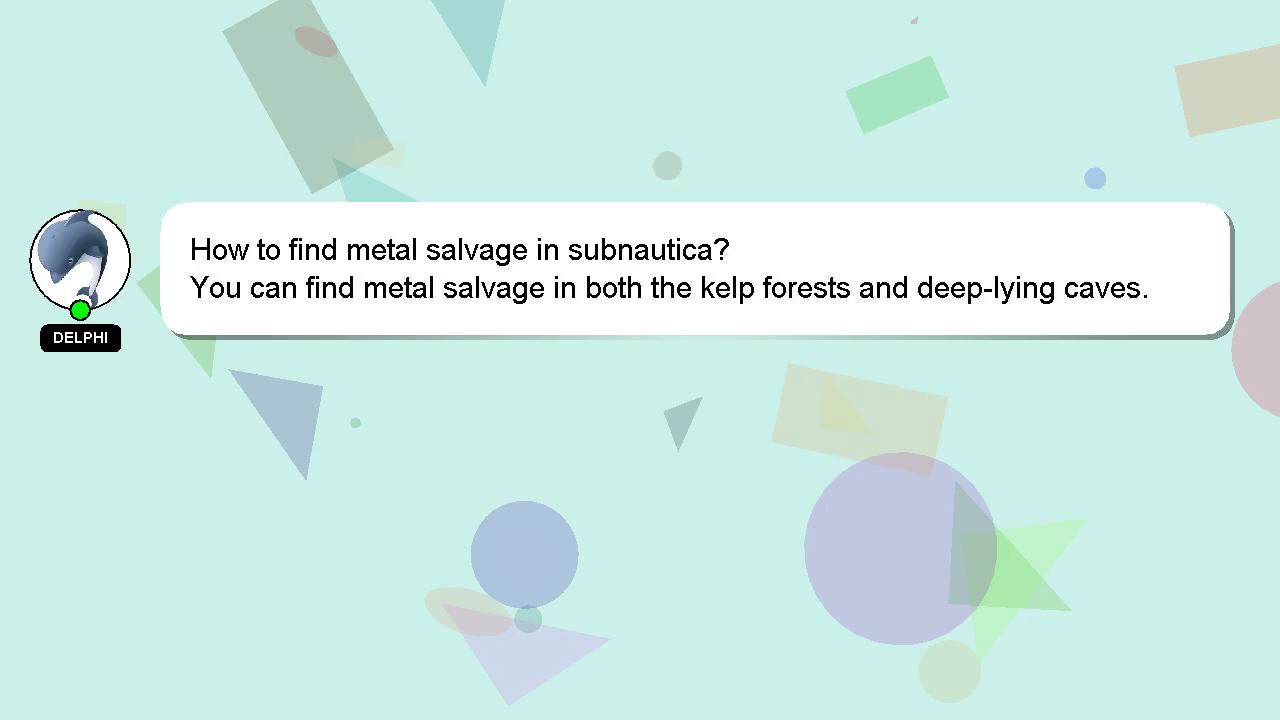 How to find metal salvage in subnautica?
You can find metal salvage in both the kelp forests and deep-lying caves.
DELPHI